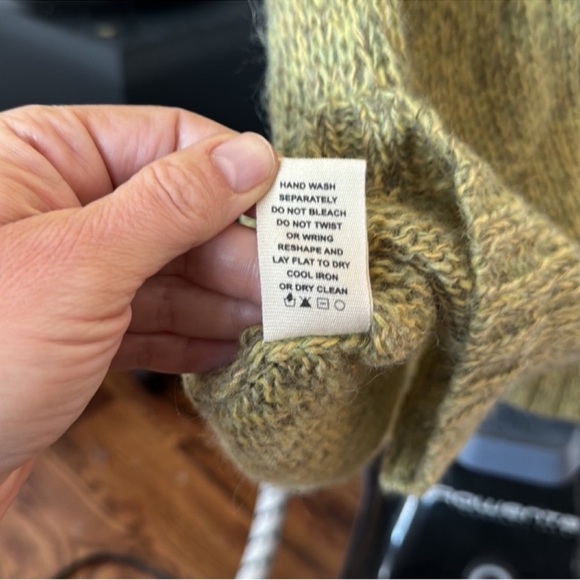 HAND WASH
SEPARATELY
DO NOT BLEACH
DO NOT TWIST
OR WRING
RESHAPE AND
LAY FLAT TO DRY
COOL IRON
OR DRY CLEAN
ROWENTA